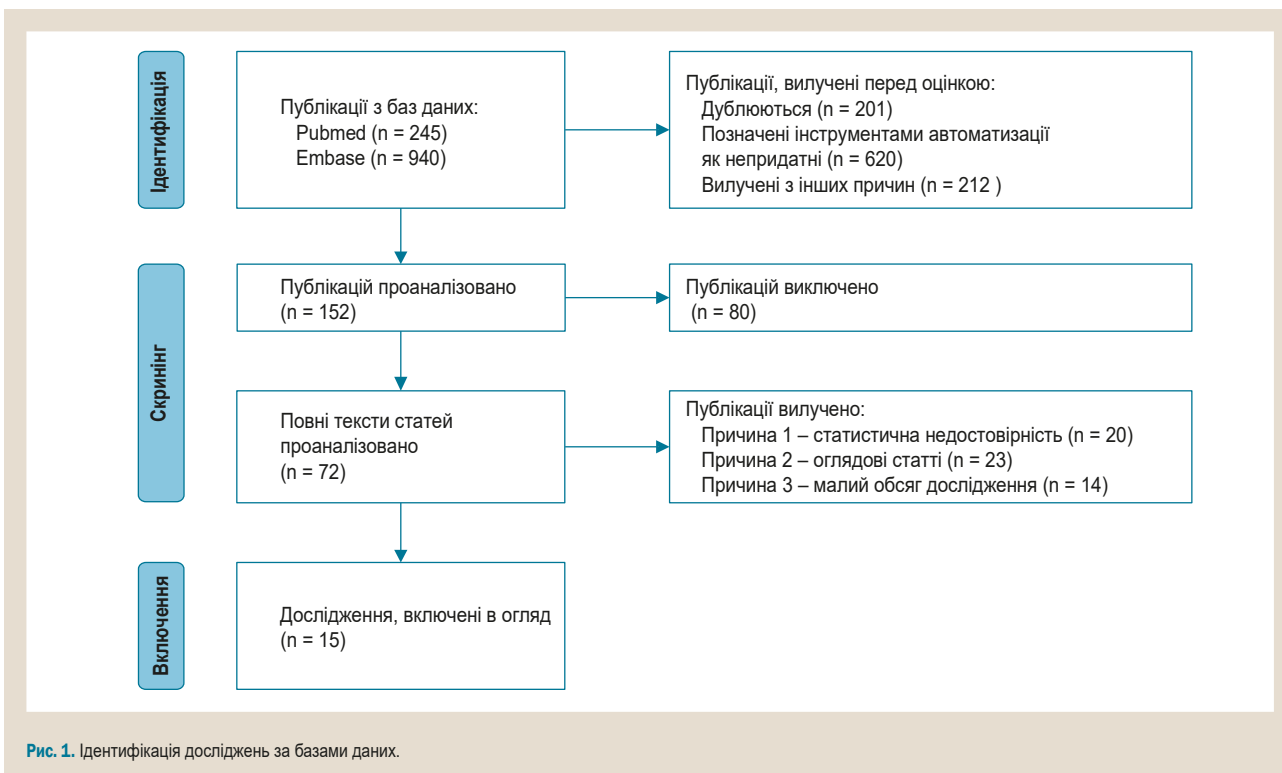 Ідентифікація
Публікації з баз даних:
Pubmed (n = 245)
Embase (n = 940)
Публікації, вилучені перед оцінкою:
Дублюються (n = 201)
Позначені інструментами автоматизації
як непридатні (n = 620)
Вилучені з інших причин (n = 212 )
Скринінг
Публікацій проаналізовано
(n = 152)
Публікацій виключено
(n = 80)
Повні тексти статей
проаналізовано
(n = 72)
Публікації вилучено:
Причина 1 – статистична недостовірність (n = 20)
Причина 2 – оглядові статті (n = 23)
Причина 3 – малий обсяг дослідження (n = 14)
Включення
Дослідження, включені в огляд
(n = 15)
Рис. 1. Ідентифікація досліджень за базами даних.